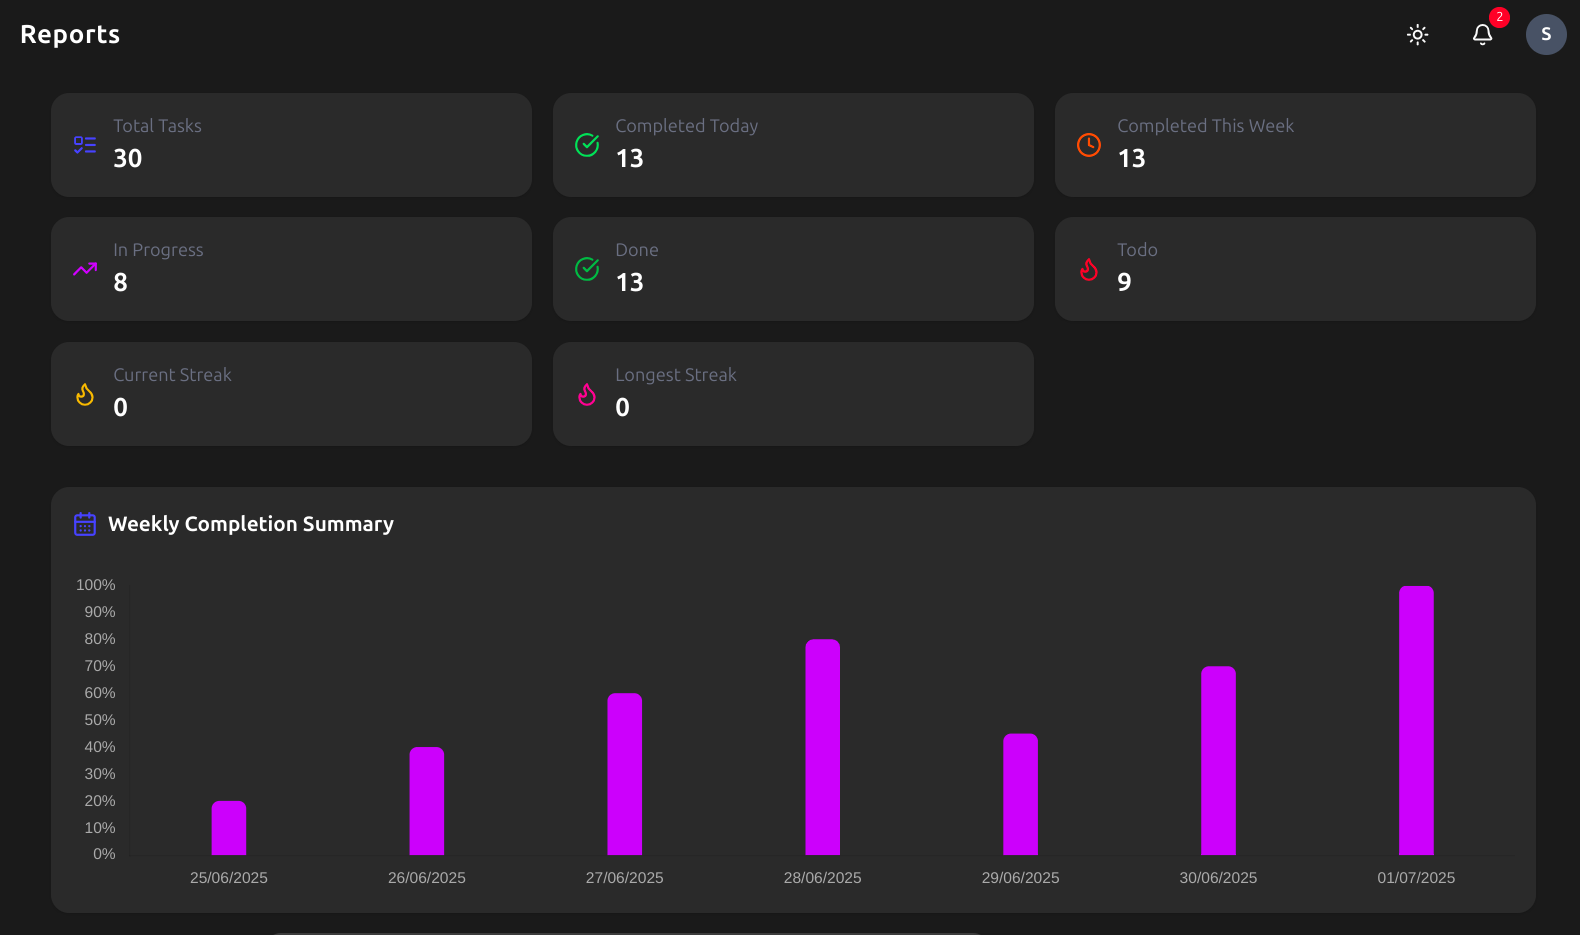 Reports
2
S
Total Tasks
30
Completed Today
13
Completed This Week
13
In Progress
8
Done
13
Todo
9
Current Streak
0
Longest Streak
0
Weekly Completion Summary
100%
90%
80%
70%
60%
50%
40%
30%
20%
10%
0%
25/06/2025
26/06/2025
27/06/2025
28/06/2025
29/06/2025
30/06/2025
01/07/2025